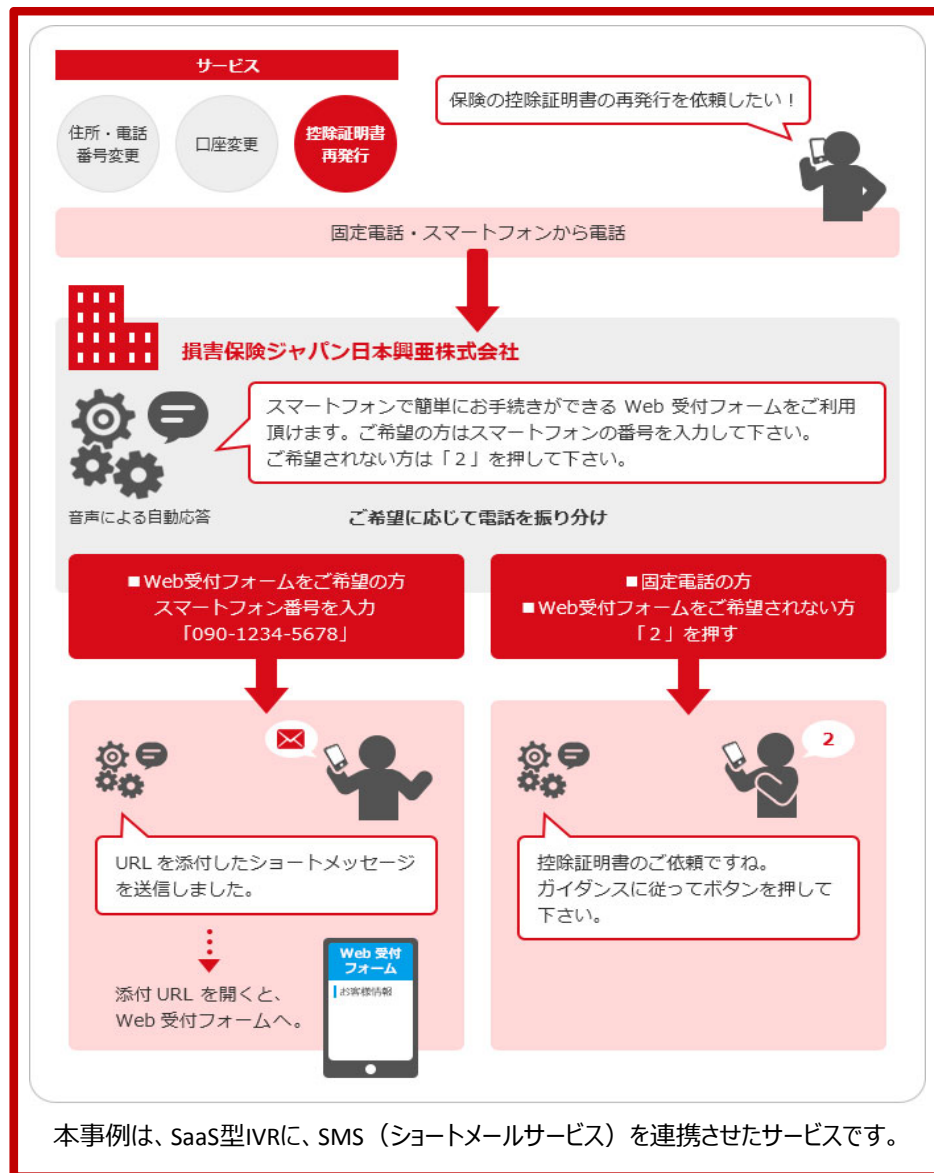 サービス
保険の控除証明書の再発行を依頼したい！
住所・電話
番号変更
口座変更
控除証明書
再発行
固定電話・スマートフォンから電話
損害保険ジャパン日本興亜株式会社
スマートフォンで簡単にお手続きができる Web 受付フォームをご利用
頂けます。ご希望の方はスマートフォンの番号を入力して下さい。
ご希望されない方は「２」を押して下さい。
音声による自動応答
ご希望に応じて電話を振り分け
■Web受付フォームをご希望の方
スマートフォン番号を入力
「090-1234-5678」
■固定電話の方
■Web受付フォームをご希望されない方
「２」を押す
URL を添付したショートメッセージ
を送信しました。
添付 URL を開くと、
Web 受付フォームへ。
Web 受付
フォーム
お客様情報
2
控除証明書のご依頼ですね。
ガイダンスに従ってボタンを押して
下さい。
本事例は、SaaS型IVRに、SMS（ショートメールサービス）を連携させたサービスです。